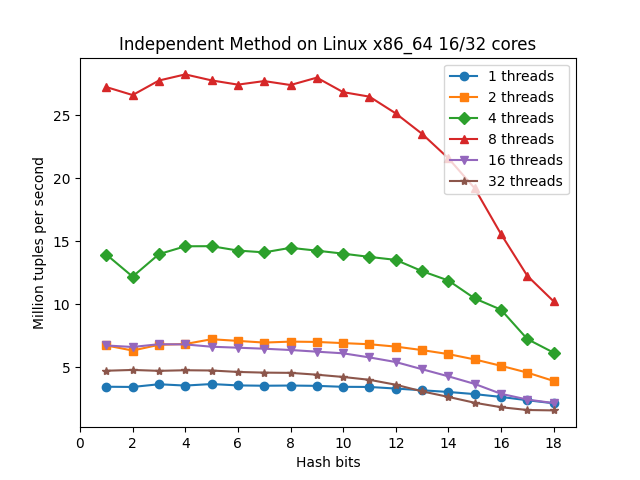 Independent Method on Linux x86_64 16/32 cores
Million tuples per second
25
20
15
10
5
0
2
4
6
8
10
12
14
16
18
Hash bits
1 threads
2 threads
4 threads
8 threads
16 threads
32 threads